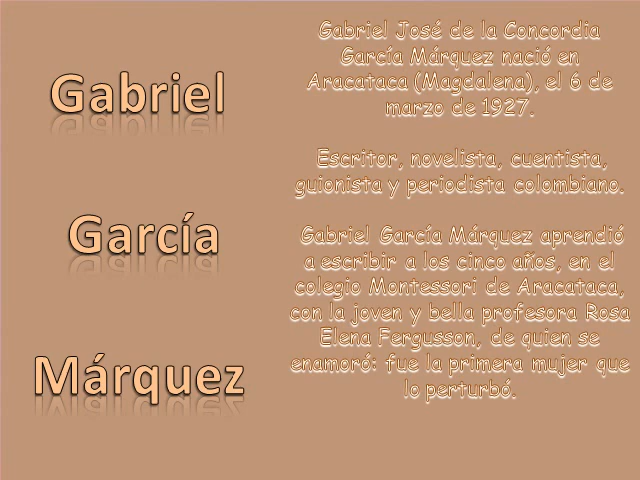 Gabriel
García
Márquez
Gabriel José de la Concordia
García Márquez nació en
Aracataca (Magdalena), el 6 de
marzo de 1927.
Escritor, novelista, cuentista,
guionista y periodista colombiano.
Gabriel García Márquez aprendió
a escribir a los cinco años, en el
colegio Montessori de Aracataca,
con la joven y bella profesora Rosa
Elena Fergusson, de quien se
enamoró: fue la primera mujer que
lo perturbó.